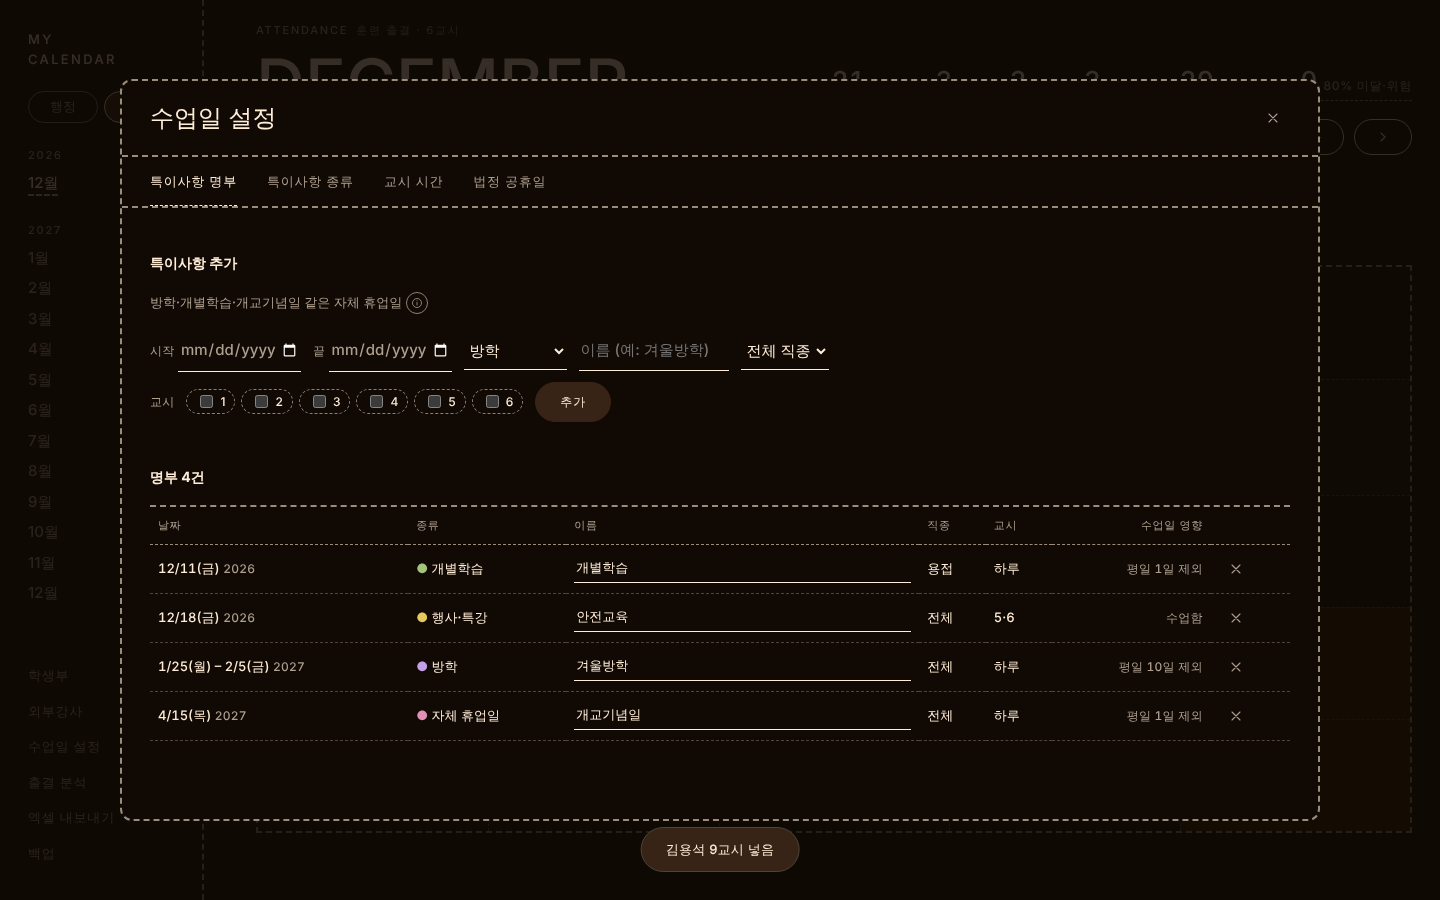 MY
CALENDAR
행정
2026
12월
2027
1월
2월
3월
4월
5월
6월
7월
8월
9월
10월
11월
12월
학생부
외부강사
수업일 설정
출결 분석
엑셀 내보내기
백업
ATTENDANCE 훈련 출결 · 6교시
DECEMBER
80% 미달·위험
수업일 설정
특이사항 명부 특이사항 종류 교시 시간 법정 공휴일
특이사항 추가
방학·개별학습·개교기념일 같은 자체 휴업일
시작 mm/dd/yyyy 끝 mm/dd/yyyy 방학 이름 (예: 겨울방학) 전체 직종
교시 1 2 3 4 5 6 추가
명부 4건
날짜 종류 이름 직종 교시 수업일 영향
12/11(금) 2026 개별학습 개별학습 용접 하루 평일 1일 제외
12/18(금) 2026 행사·특강 안전교육 전체 5·6 수업함
1/25(월) – 2/5(금) 2027 방학 겨울방학 전체 하루 평일 10일 제외
4/15(목) 2027 자체 휴업일 개교기념일 전체 하루 평일 1일 제외
김용석 9교시 넣음